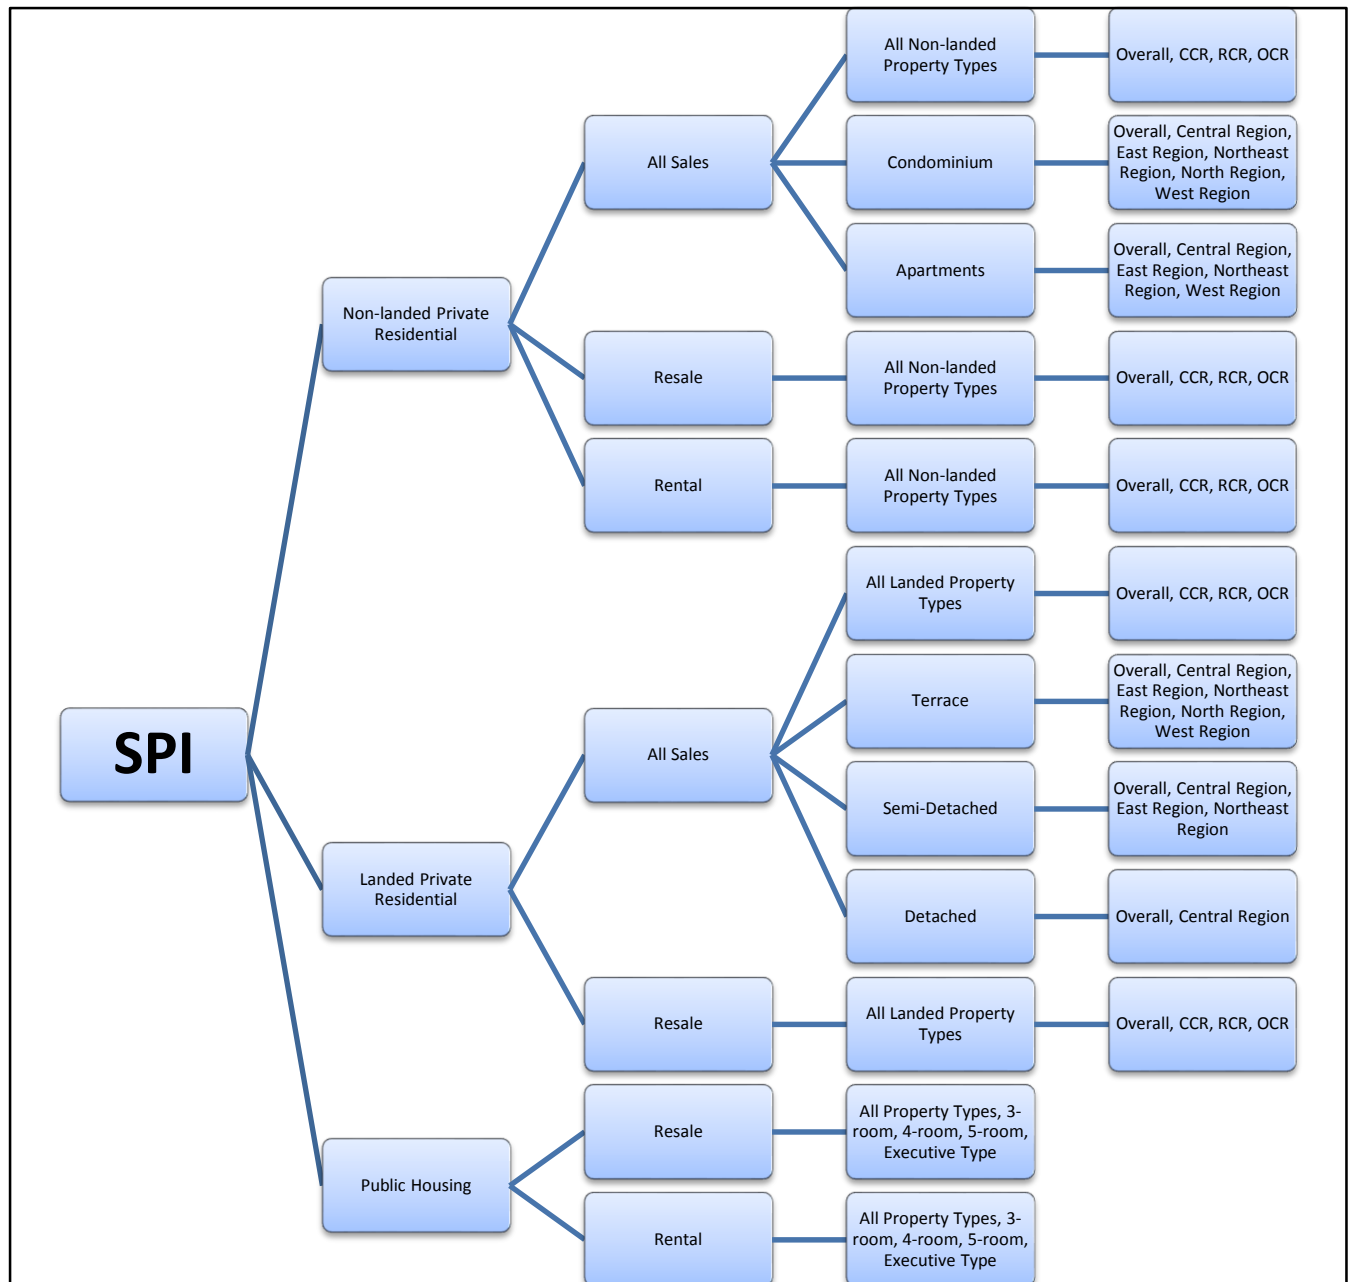 All Non-landed
Property Types
Overall, CCR, RCR, OCR
All Sales
Condominium
Overall, Central Region,
East Region, Northeast
Region, North Region,
West Region
Apartments
Overall, Central Region,
East Region, Northeast
Region, West Region
Non-landed Private
Residential
Resale
All Non-landed
Property Types
Overall, CCR, RCR, OCR
Rental
All Non-landed
Property Types
Overall, CCR, RCR, OCR
All Landed Property
Types
Overall, CCR, RCR, OCR
Terrace
Overall, Central Region,
East Region, Northeast
Region, North Region,
West Region
SPI
All Sales
Semi-Detached
Overall, Central Region,
East Region, Northeast
Region
Landed Private
Residential
Detached
Overall, Central Region
Resale
All Landed Property
Types
Overall, CCR, RCR, OCR
Resale
All Property Types, 3-
room, 4-room, 5-room,
Executive Type
Public Housing
Rental
All Property Types, 3-
room, 4-room, 5-room,
Executive Type